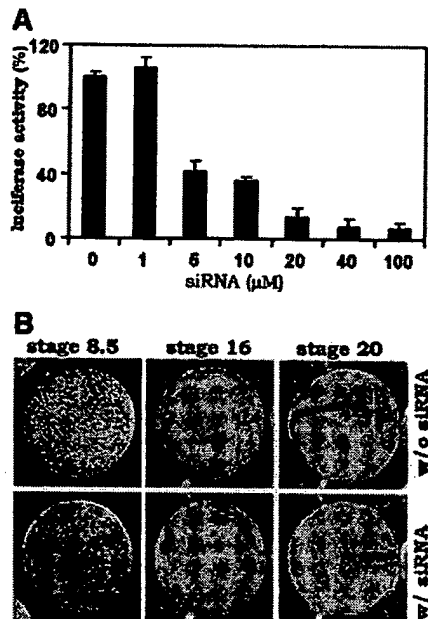 A
120
80
40
0
Luciferase activity (%)
0 1 5 10 20 40 100
siRNA (µM)
B
stage 8.5 stage 16 stage 20
w/o siRNA
w/ siRNA